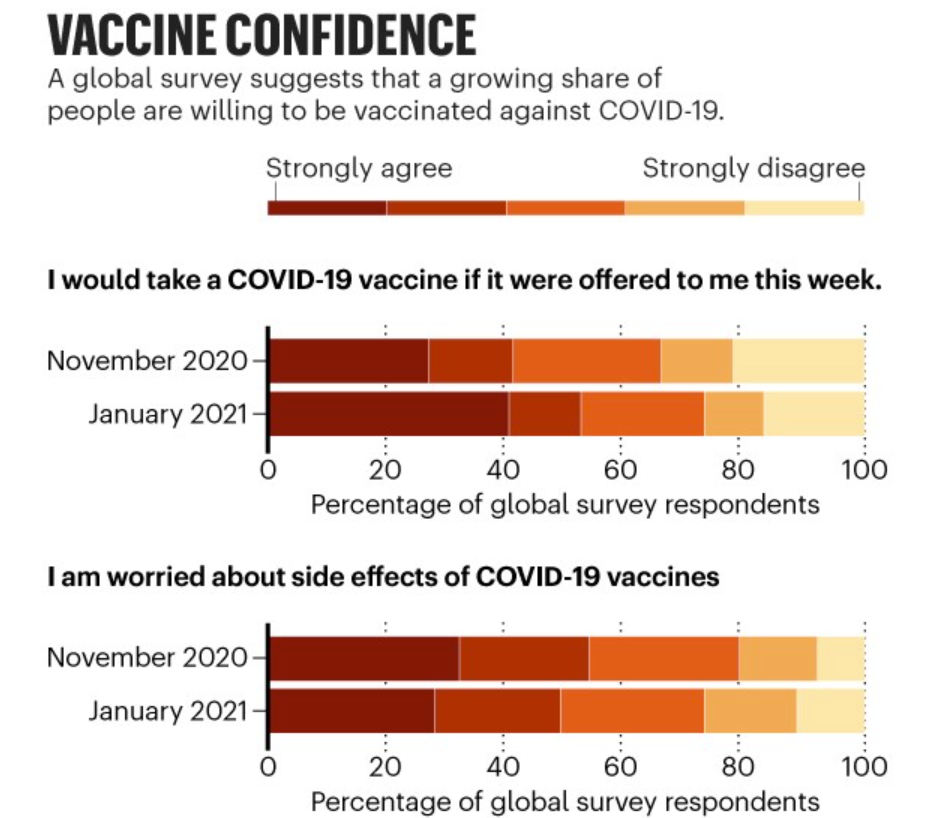 VACCINE CONFIDENCE
A global survey suggests that a growing share of
people are willing to be vaccinated against COVID-19.
Strongly agree Strongly disagree
I would take a COVID-19 vaccine if it were offered to me this week.
November 2020
January 2021
0 20 40 60 80 100
Percentage of global survey respondents
I am worried about side effects of COVID-19 vaccines
November 2020
January 2021
0 20 40 60 80 100
Percentage of global survey respondents